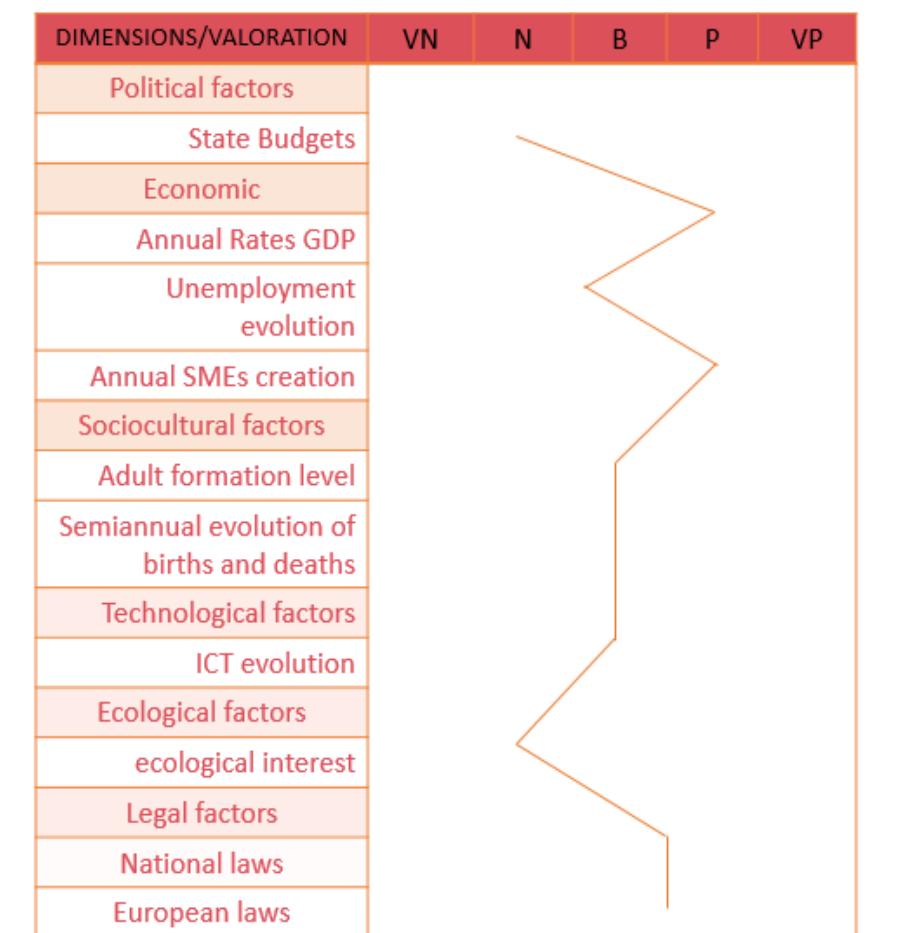 DIMENSIONS/VALORATION VN N B P VP
Political factors
State Budgets
Economic
Annual Rates GDP
Unemployment
evolution
Annual SMEs creation
Sociocultural factors
Adult formation level
Semiannual evolution of
births and deaths
Technological factors
ICT evolution
Ecological factors
ecological interest
Legal factors
National laws
European laws